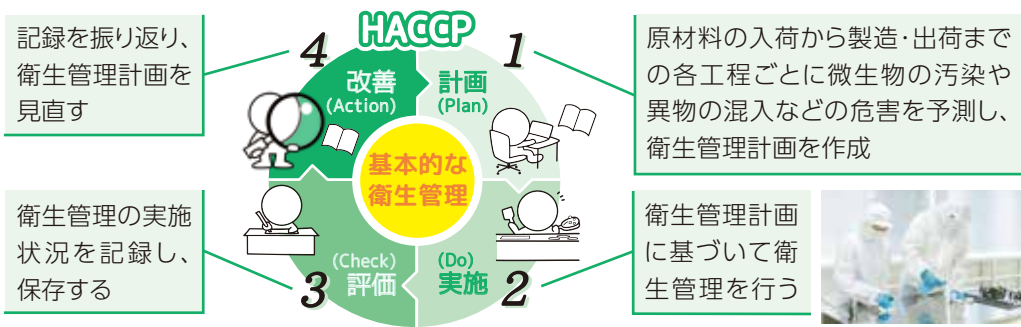 HACCP
1
計画
(Plan)
原材料の入荷から製造・出荷まで
の各工程ごとに微生物の汚染や
異物の混入などの危害を予測し、
衛生管理計画を作成
2
(Do)
実施
衛生管理計画
に基づいて衛
生管理を行う
3
(Check)
評価
衛生管理の実施
状況を記録し、
保存する
4
改善
(Action)
記録を振り返り、
衛生管理計画を
見直す
基本的な
衛生管理